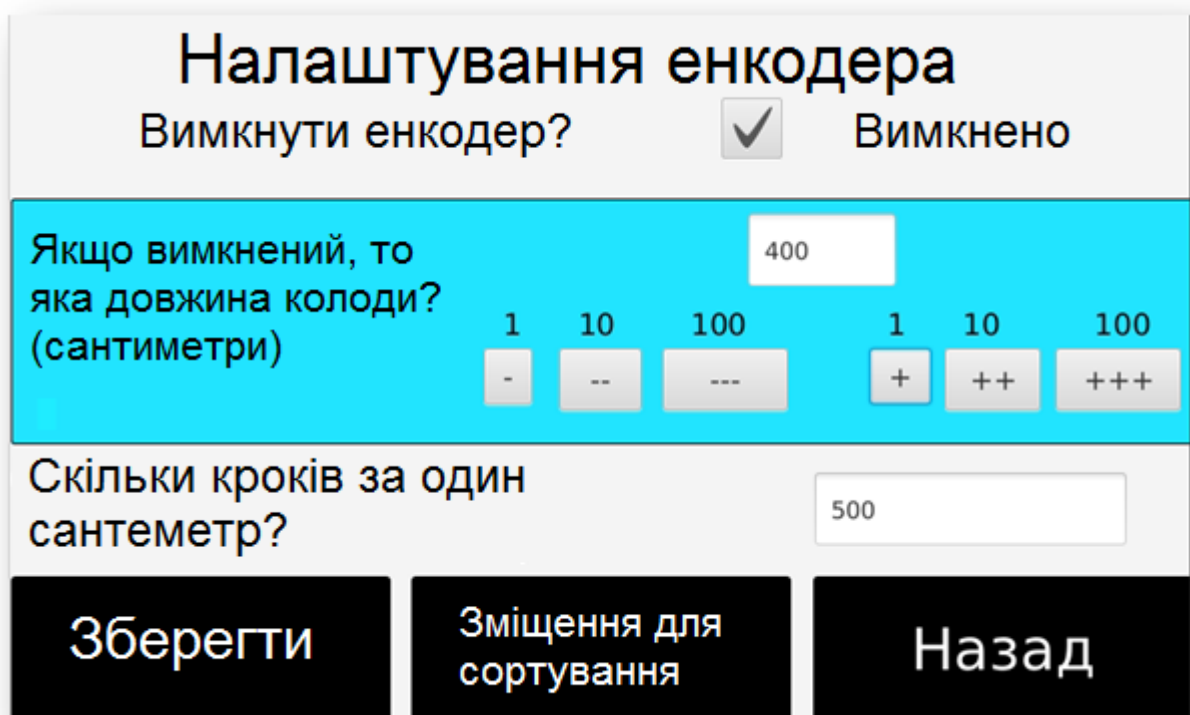 Налаштування енкодера
Вимкнути енкодер? Вимкнено
Якщо вимкнений, то
яка довжина колоди?
(сантиметри)
400
1 10 100 1 10 100
- -- --- + ++ +++
Скільки кроків за один
сантеметр?
500
Зберегти
Зміщення для
сортування
Назад